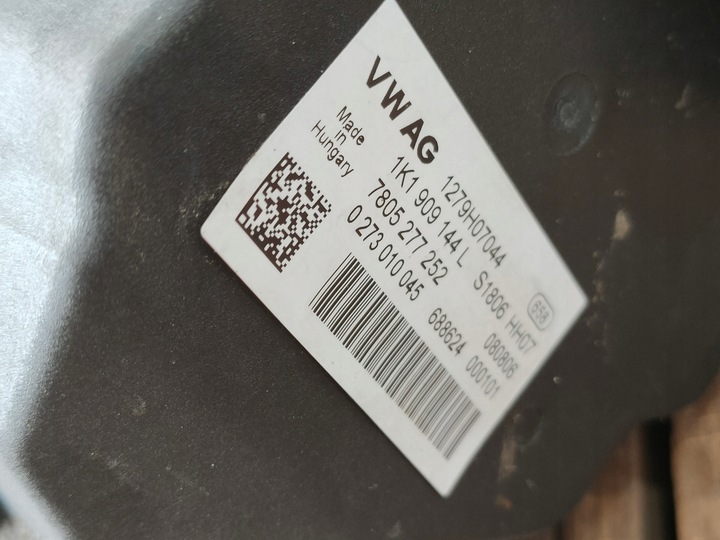 VW AG 1279H07044 658
Made in Hungary
1K1 909 144 L S1806 HH07
7805 277 252 080806
0 273 010 045 688624 000101